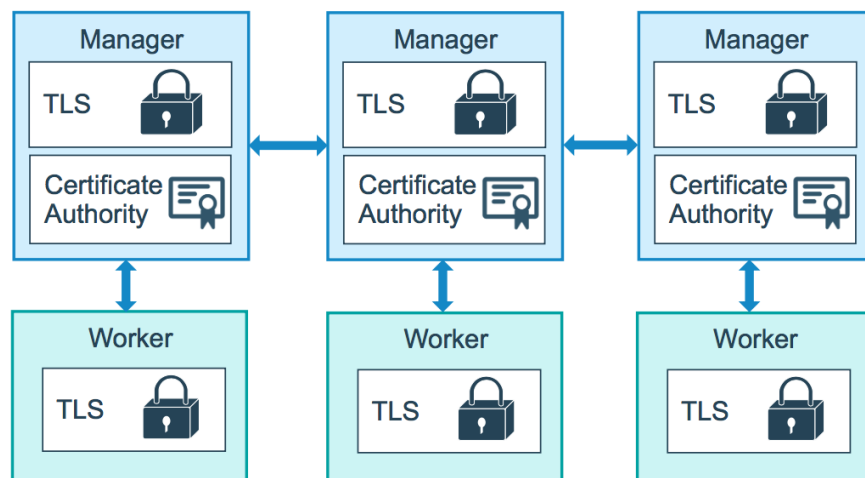 Manager
Manager
Manager
TLS
TLS
TLS
Certificate
Authority
Certificate
Authority
Certificate
Authority
Worker
Worker
Worker
TLS
TLS
TLS